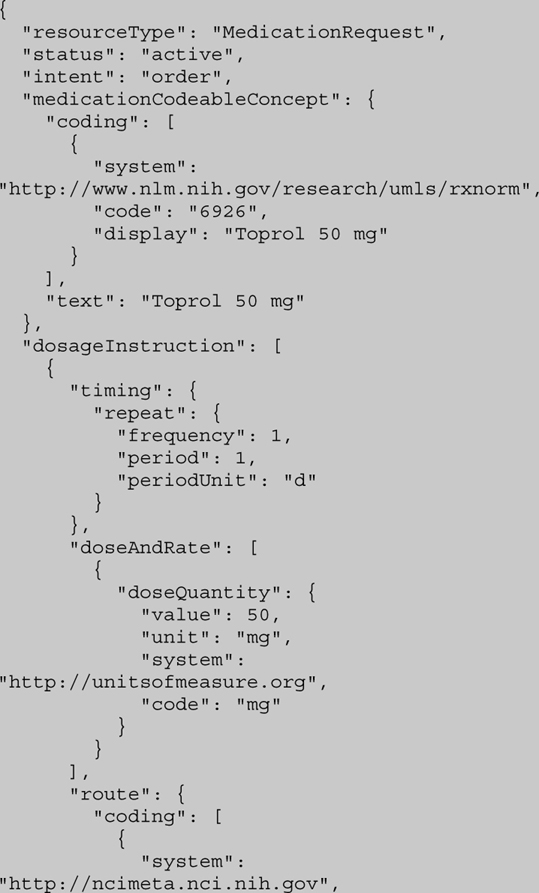 {
  "resourceType": "MedicationRequest",
  "status": "active",
  "intent": "order",
  "medicationCodeableConcept": {
    "coding": [
      {
        "system":
"http://www.nlm.nih.gov/research/umls/rxnorm",
        "code": "6926",
        "display": "Toprol 50 mg"
      }
    ],
    "text": "Toprol 50 mg"
  },
  "dosageInstruction": [
    {
      "timing": {
        "repeat": {
          "frequency": 1,
          "period": 1,
          "periodUnit": "d"
        }
      },
      "doseAndRate": [
        {
          "doseQuantity": {
            "value": 50,
            "unit": "mg",
            "system":
"http://unitsofmeasure.org",
            "code": "mg"
          }
        }
      ],
      "route": {
        "coding": [
          {
            "system":
"http://ncimeta.nci.nih.gov",